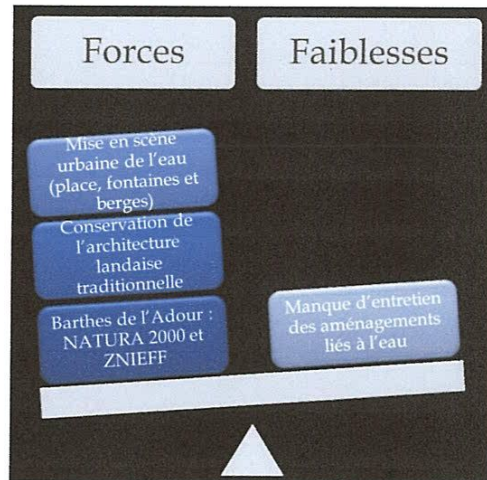 Forces
Faiblesses
Mise en scène
urbaine de l'eau
(place, fontaines et
berges)
Conservation de
l'architecture
landaise
traditionnelle
Barthes de l'Adour :
NATURA 2000 et
ZNIEFF
Manque d'entretien
des aménagements
liés à l'eau